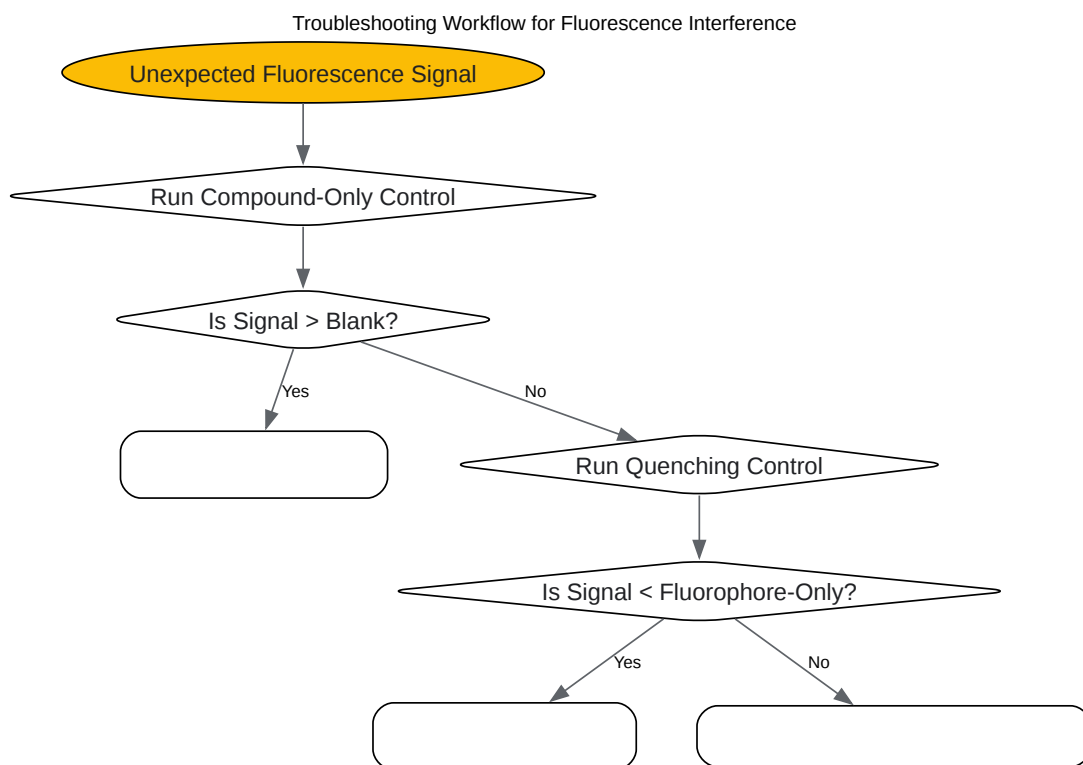 Troubleshooting Workflow for Fluorescence Interference
Unexpected Fluorescence Signal
Run Compound-Only Control
Is Signal > Blank?
Yes
No
Run Quenching Control
Is Signal < Fluorophore-Only?
Yes
No